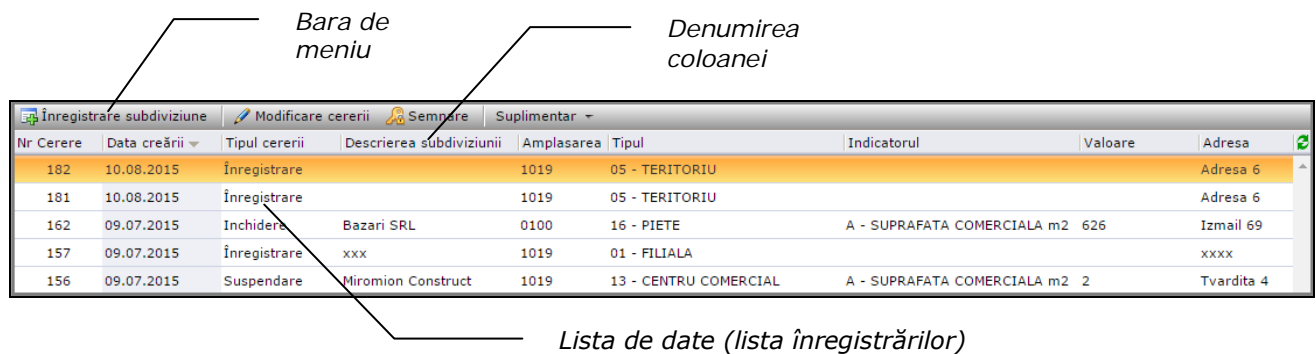 Bara de
meniu
Denumirea
coloanei
Înregistrare subdiviziune Modificare cererii Semnare Suplimentar
Nr Cerere Data creării Tipul cererii Descrierea subdiviziunii Amplasarea Tipul Indicatorul Valoare Adresa
182 10.08.2015 Înregistrare 1019 05 - TERITORIU Adresa 6
181 10.08.2015 Înregistrare 1019 05 - TERITORIU Adresa 6
162 09.07.2015 Inchidere Bazari SRL 0100 16 - PIETE A - SUPRAFATA COMERCIALA m2 626 Izmail 69
157 09.07.2015 Înregistrare xxx 1019 01 - FILIALA xxxx
156 09.07.2015 Suspendare Miromion Construct 1019 13 - CENTRU COMERCIAL A - SUPRAFATA COMERCIALA m2 2 Tvardita 4
Lista de date (lista înregistrărilor)